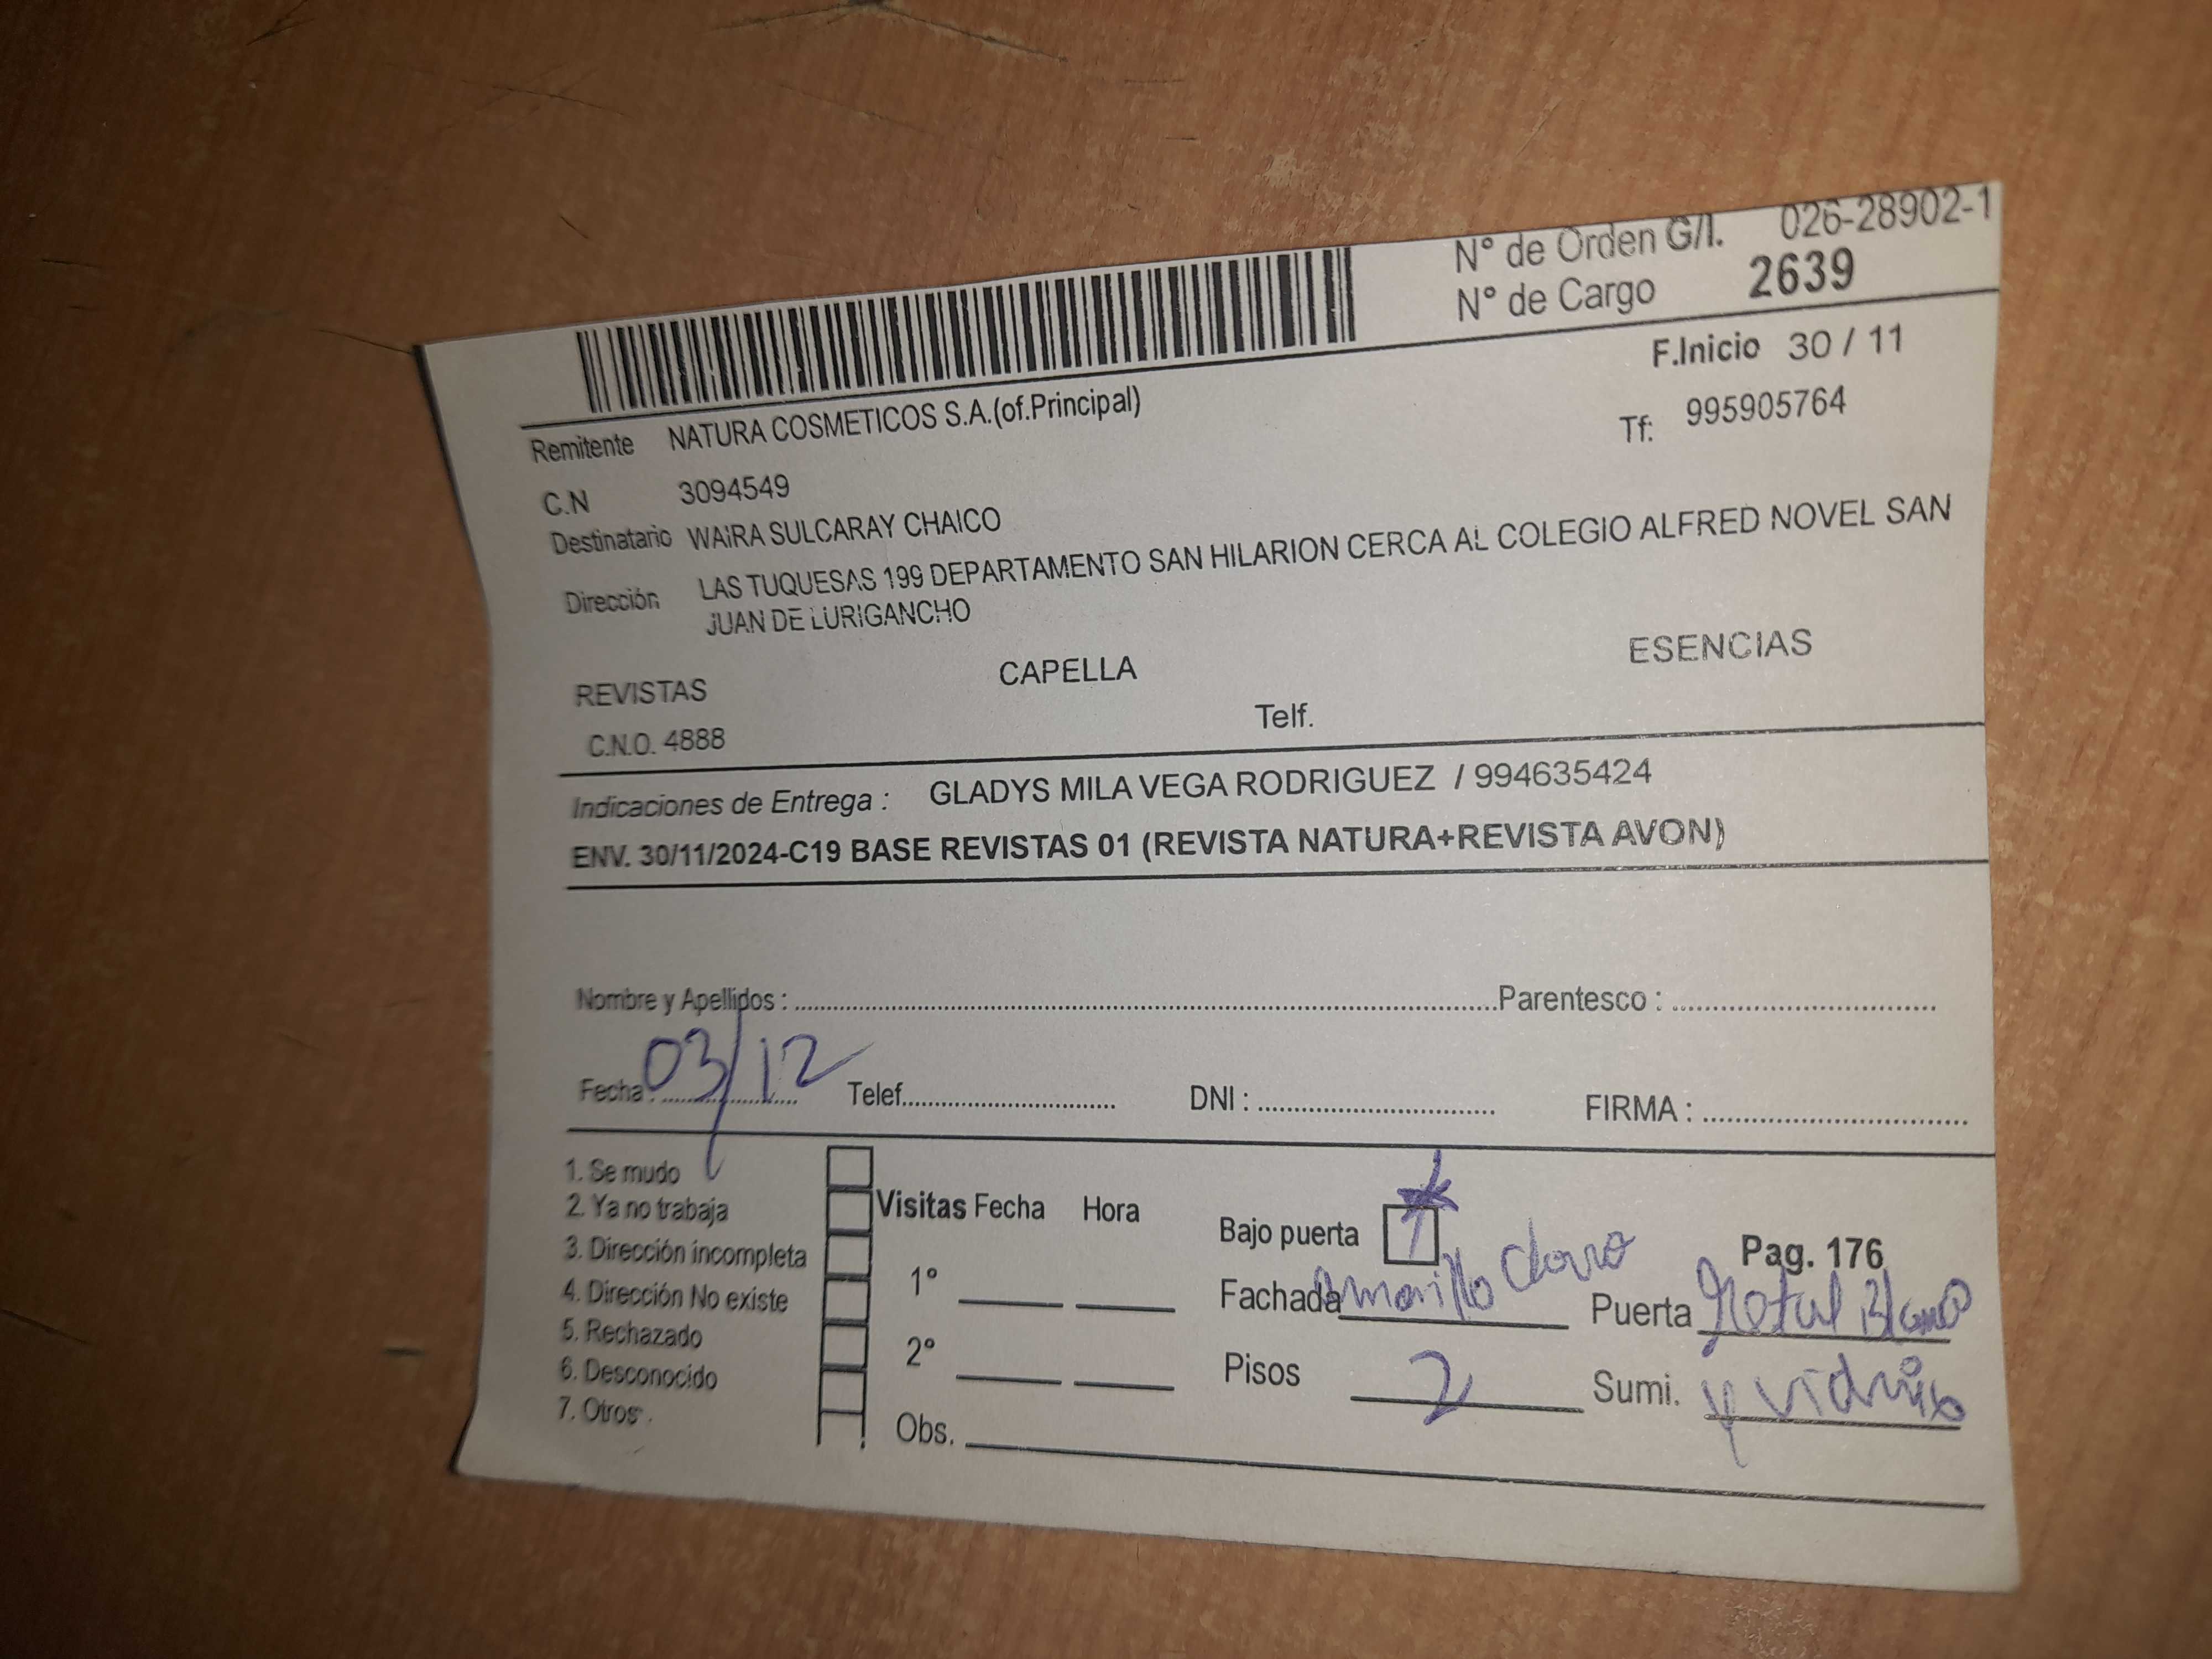 N° de Orden G/I. 026-28902-1
N° de Cargo 2639
F.Inicio 30 / 11
Remitente NATURA COSMETICOS S.A.(of.Principal)
Tf: 995905764
C.N 3094549
Destinatario WAIRA SULCARAY CHAICO
Dirección LAS TUQUESAS 199 DEPARTAMENTO SAN HILARION CERCA AL COLEGIO ALFRED NOVEL SAN
JUAN DE LURIGANCHO
REVISTAS CAPELLA ESENCIAS
C.N.O. 4888 Telf.
Indicaciones de Entrega : GLADYS MILA VEGA RODRIGUEZ / 994635424
ENV. 30/11/2024-C19 BASE REVISTAS 01 (REVISTA NATURA+REVISTA AVON)
Nombre y Apellidos : Parentesco :
Fecha : 03/12 Telef. DNI : FIRMA :
1. Se mudo
2. Ya no trabaja
3. Dirección incompleta
4. Dirección No existe
5. Rechazado
6. Desconocido
7. Otros
Visitas Fecha Hora
1°
2°
Obs.
Bajo puerta
Pag. 176
Fachada Amarillo Claro Puerta Metal Blanco
Pisos 2 Sumi. y vidrio